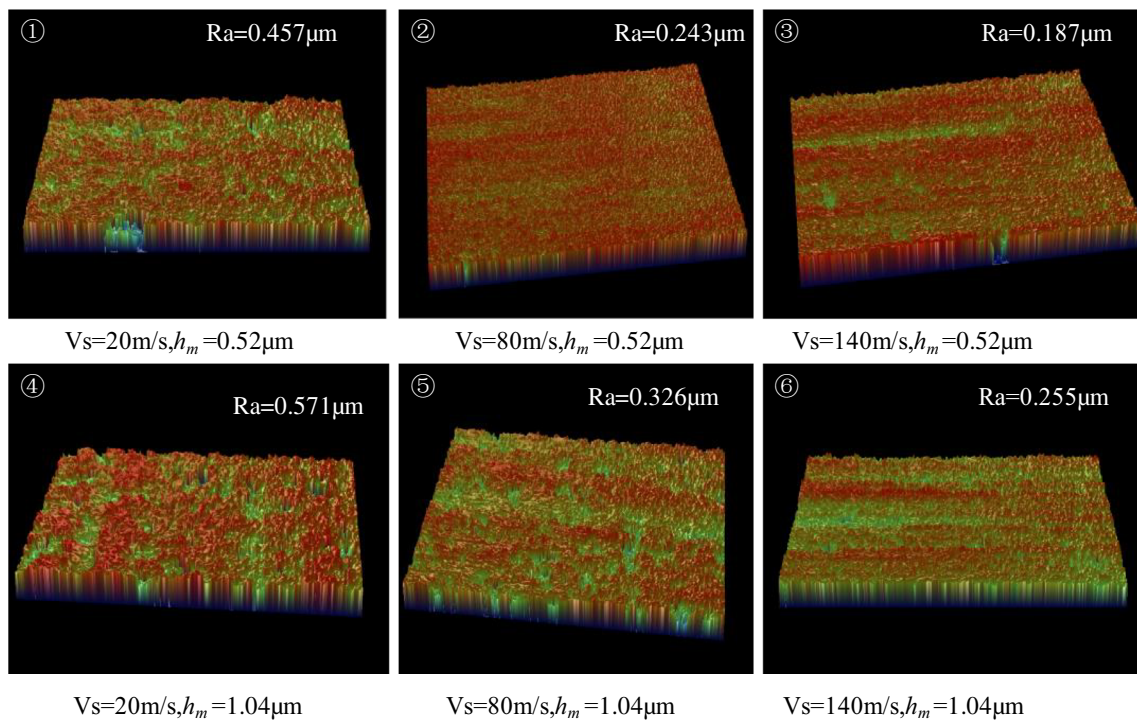 ① Ra=0.457μm
② Ra=0.243μm
③ Ra=0.187μm
Vs=20m/s,hₘ =0.52μm
Vs=80m/s,hₘ =0.52μm
Vs=140m/s,hₘ =0.52μm
④ Ra=0.571μm
⑤ Ra=0.326μm
⑥ Ra=0.255μm
Vs=20m/s,hₘ =1.04μm
Vs=80m/s,hₘ =1.04μm
Vs=140m/s,hₘ =1.04μm